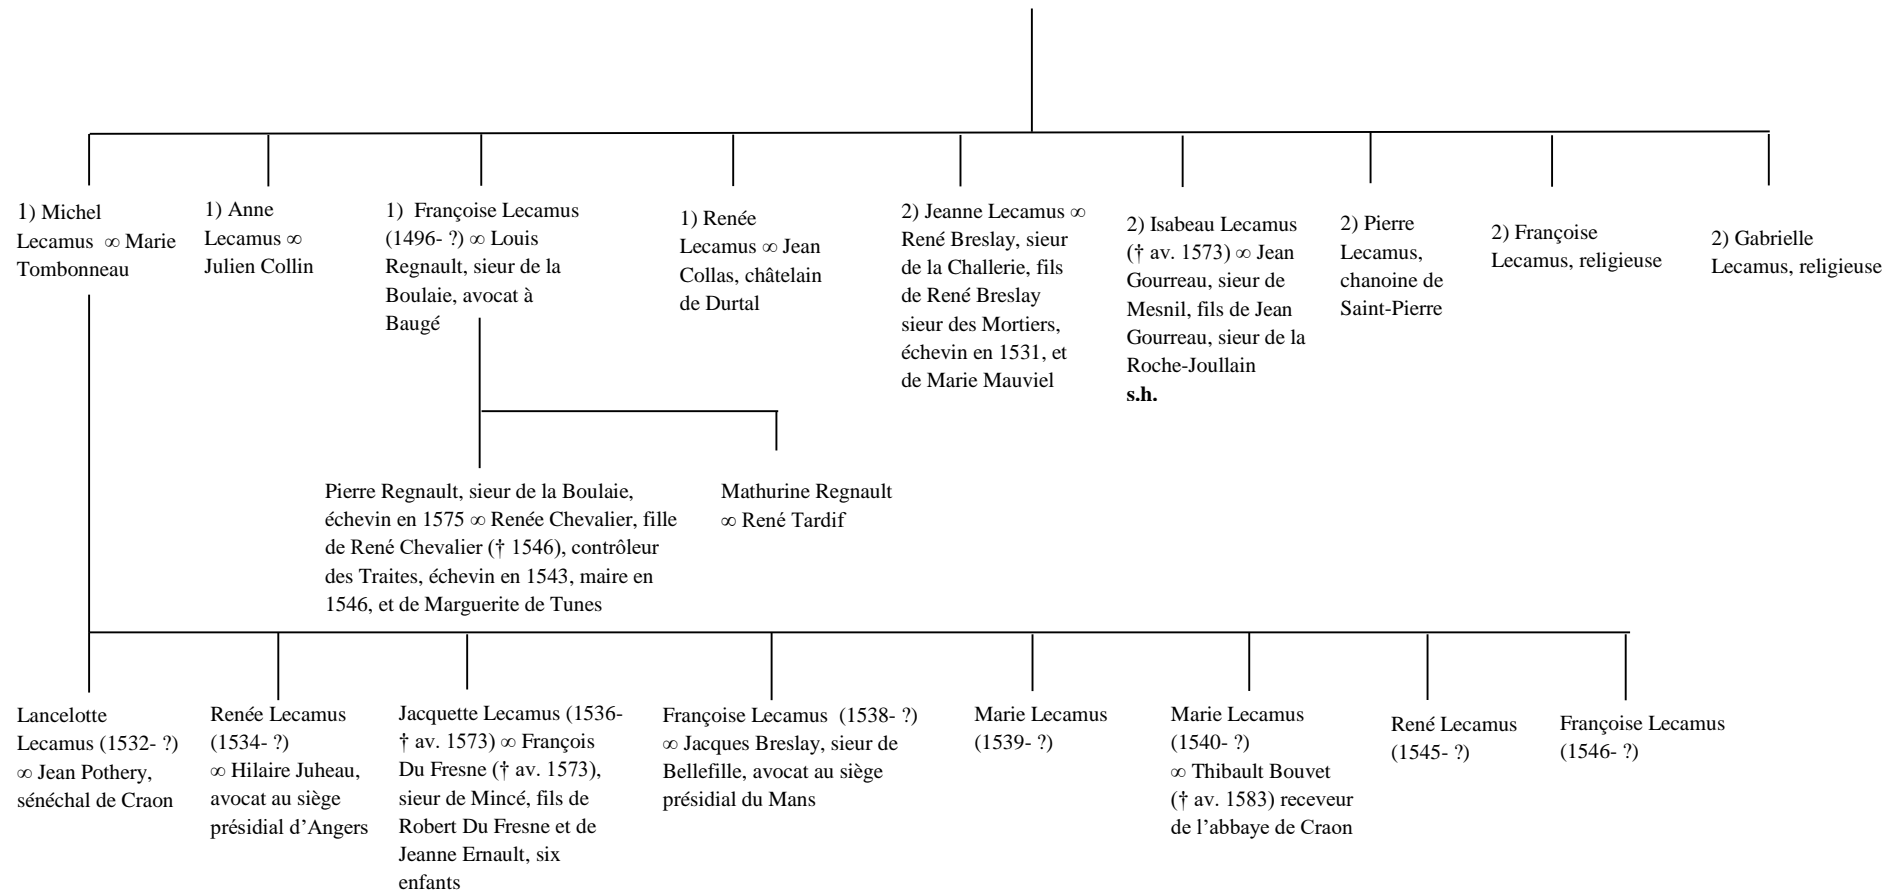 1) Michel
Lecamus ∞ Marie
Tombonneau
1) Anne
Lecamus ∞
Julien Collin
1) Françoise Lecamus
(1496- ?) ∞ Louis
Regnault, sieur de la
Boulaie, avocat à
Baugé
1) Renée
Lecamus ∞ Jean
Collas, châtelain
de Durtal
2) Jeanne Lecamus ∞
René Breslay, sieur
de la Challerie, fils
de René Breslay
sieur des Mortiers,
échevin en 1531, et
de Marie Mauviel
2) Isabeau Lecamus
(† av. 1573) ∞ Jean
Gourreau, sieur de
Mesnil, fils de Jean
Gourreau, sieur de la
Roche-Joullain
s.h.
2) Pierre
Lecamus,
chanoine de
Saint-Pierre
2) Françoise
Lecamus, religieuse
2) Gabrielle
Lecamus, religieuse
Pierre Regnault, sieur de la Boulaie,
échevin en 1575 ∞ Renée Chevalier, fille
de René Chevalier († 1546), contrôleur
des Traites, échevin en 1543, maire en
1546, et de Marguerite de Tunes
Mathurine Regnault
∞ René Tardif
Lancelotte
Lecamus (1532- ?)
∞ Jean Pothery,
sénéchal de Craon
Renée Lecamus
(1534- ?)
∞ Hilaire Juheau,
avocat au siège
présidial d’Angers
Jacquette Lecamus (1536-
† av. 1573) ∞ François
Du Fresne († av. 1573),
sieur de Mincé, fils de
Robert Du Fresne et de
Jeanne Ernault, six
enfants
Françoise Lecamus (1538- ?)
∞ Jacques Breslay, sieur de
Bellefille, avocat au siège
présidial du Mans
Marie Lecamus
(1539- ?)
Marie Lecamus
(1540- ?)
∞ Thibault Bouvet
(† av. 1583) receveur
de l’abbaye de Craon
René Lecamus
(1545- ?)
Françoise Lecamus
(1546- ?)